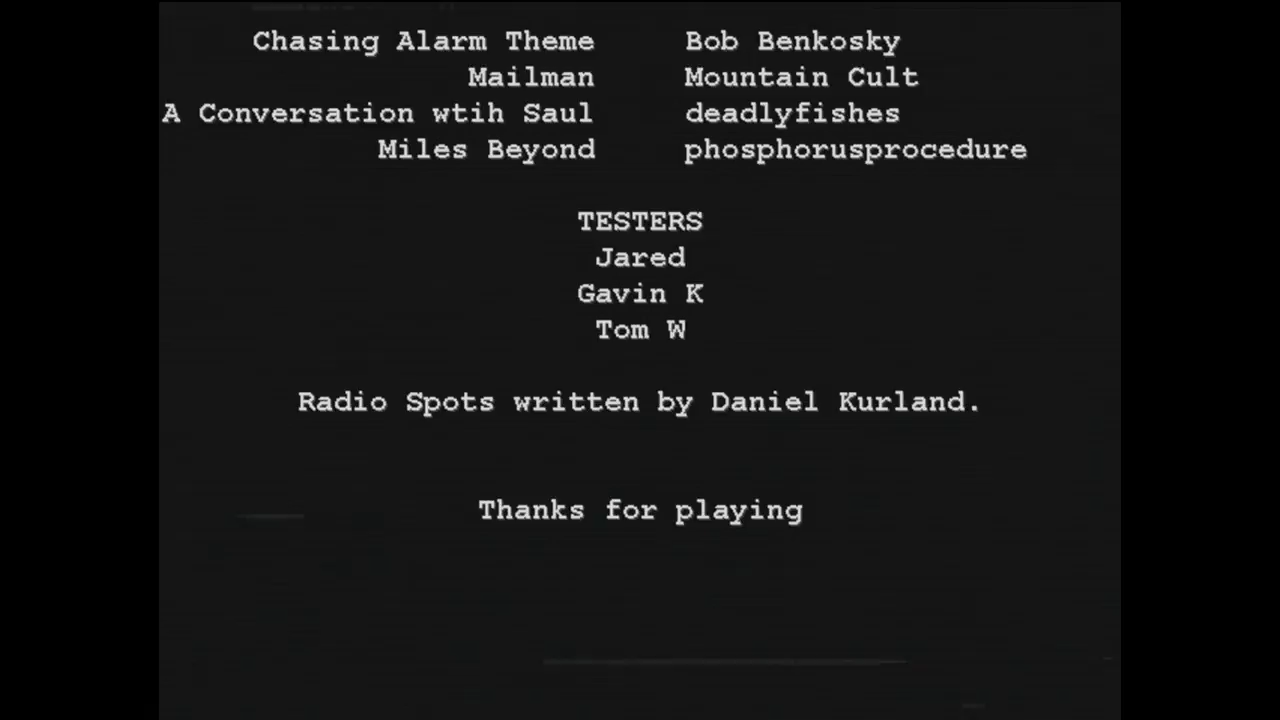 Chasing Alarm Theme Bob Benkosky
Mailman Mountain Cult
A Conversation wtih Saul deadlyfishes
Miles Beyond phosphorusprocedure
TESTERS
Jared
Gavin K
Tom W
Radio Spots written by Daniel Kurland.
Thanks for playing